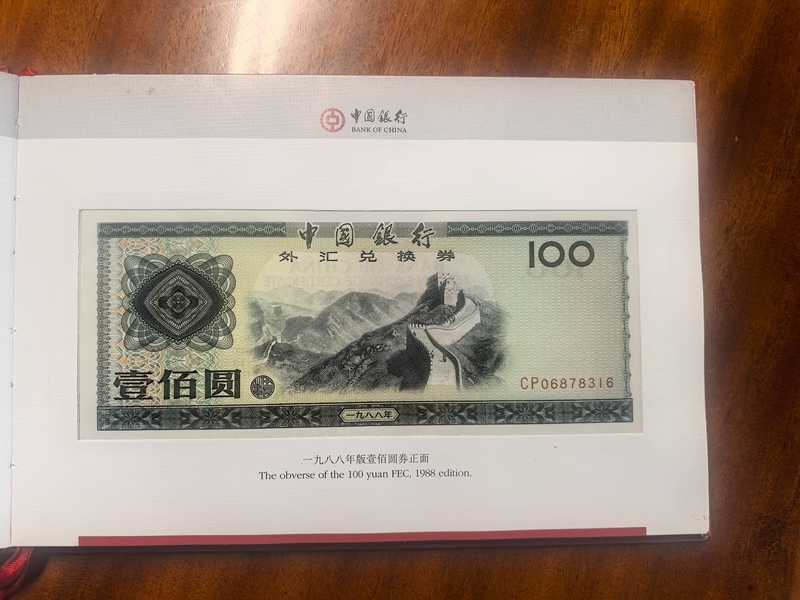 中國銀行
BANK OF CHINA
中國銀行
外汇兑换券
100
壹佰圆
CP06878316
一九八八年
一九八八年版壹佰圆券正面
The obverse of the 100 yuan FEC, 1988 edition.